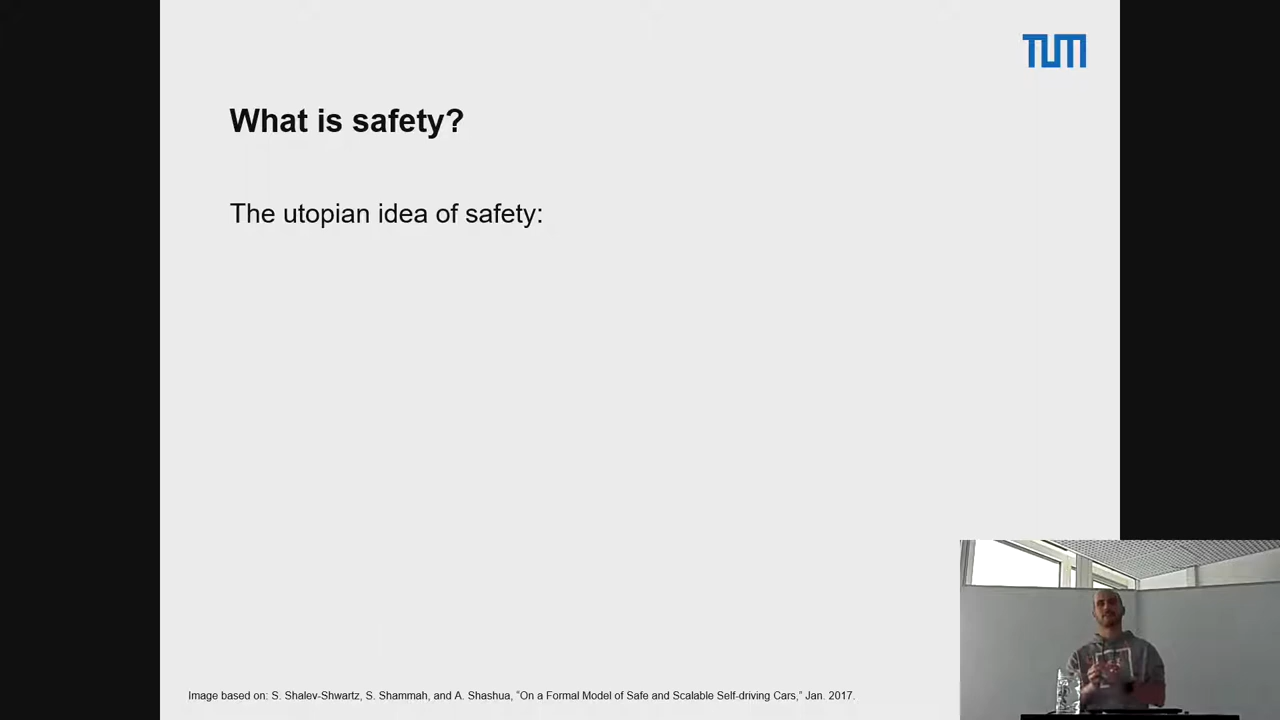 TUM
What is safety?
The utopian idea of safety:
Image based on: S. Shalev-Shwartz, S. Shammah, and A. Shashua, “On a Formal Model of Safe and Scalable Self-driving Cars,” Jan. 2017.